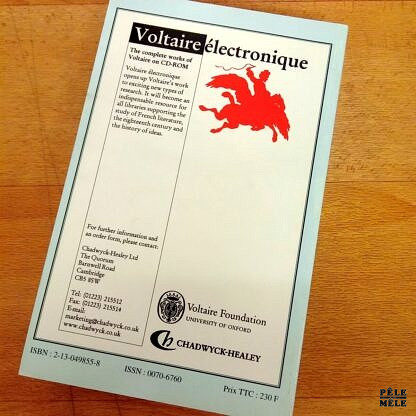 Voltaire électronique
The complete works of
Voltaire on CD-ROM
Voltaire électronique
opens up Voltaire's work
to exciting new types of
research. It will become an
indispensable resource for
all libraries supporting the
study of French literature,
the eighteenth century and
the history of ideas.
For further information and
an order form, please contact:
Chadwyck-Healey Ltd
The Quorum
Barnwell Road
Cambridge
CB5 8SW
Tel: (01223) 215512
Fax: (01223) 215514
E-mail:
marketing@chadwyck.co.uk
www.chadwyck.co.uk
Voltaire Foundation
UNIVERSITY OF OXFORD
CHADWYCK-HEALEY
ISBN : 2-13-049855-8
ISSN : 0070-6760
Prix TTC : 230 F
PÊLE
MÊLE